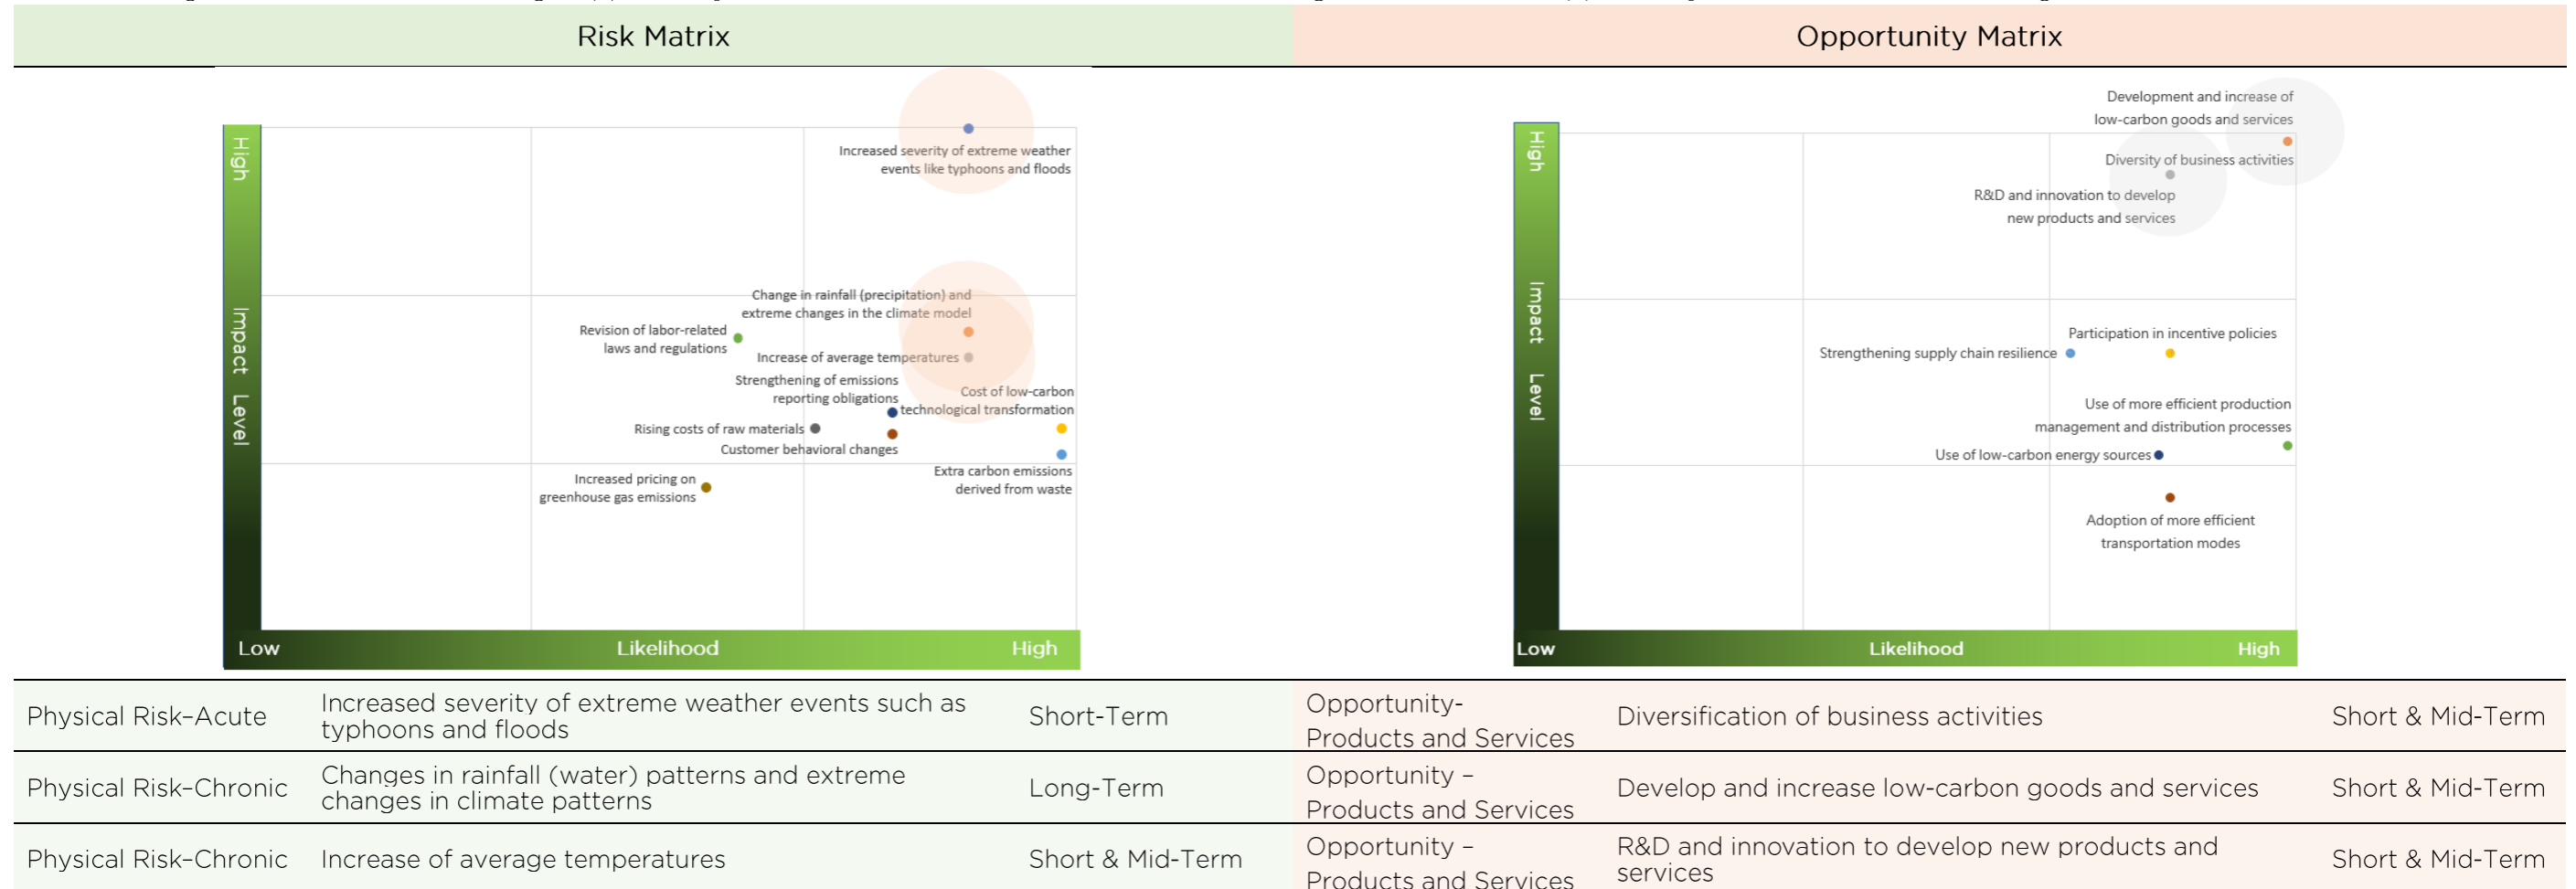 Risk Matrix
Opportunity Matrix
High
Impact Level
Increased severity of extreme weather
events like typhoons and floods
Change in rainfall (precipitation) and
extreme changes in the climate model
Revision of labor-related
laws and regulations
Increase of average temperatures
Strengthening of emissions
reporting obligations
Cost of low-carbon
technological transformation
Rising costs of raw materials
Customer behavioral changes
Extra carbon emissions
derived from waste
Increased pricing on
greenhouse gas emissions
Low
Likelihood
High
High
Impact Level
Development and increase of
low-carbon goods and services
Diversity of business activities
R&D and innovation to develop
new products and services
Participation in incentive policies
Strengthening supply chain resilience
Use of more efficient production
management and distribution processes
Use of low-carbon energy sources
Adoption of more efficient
transportation modes
Low
Likelihood
High
Physical Risk–Acute
Increased severity of extreme weather events such as
typhoons and floods
Short-Term
Opportunity-
Products and Services
Diversification of business activities
Short & Mid-Term
Physical Risk–Chronic
Changes in rainfall (water) patterns and extreme
changes in climate patterns
Long-Term
Opportunity –
Products and Services
Develop and increase low-carbon goods and services
Short & Mid-Term
Physical Risk–Chronic
Increase of average temperatures
Short & Mid-Term
Opportunity –
Products and Services
R&D and innovation to develop new products and
services
Short & Mid-Term